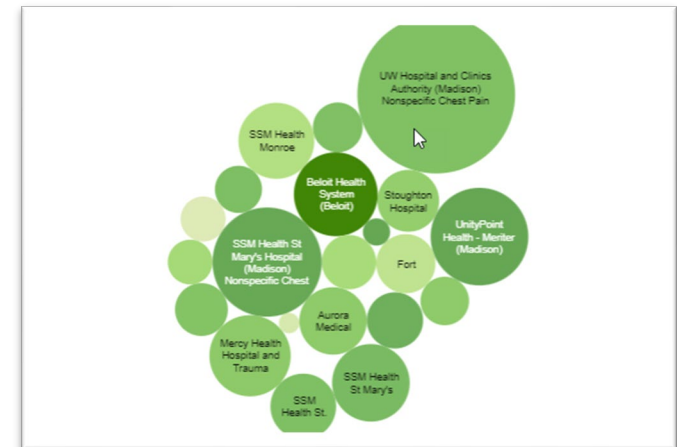 UW Hospital and Clinics
Authority (Madison)
Nonspecific Chest Pain
SSM Health
Monroe
Beloit Health
System
(Beloit)
Stoughton
Hospital
UnityPoint
Health - Meriter
(Madison)
SSM Health St
Mary's Hospital
(Madison)
Nonspecific Chest
Fort
Aurora
Medical
Mercy Health
Hospital and
Trauma
SSM Health
St Mary's
SSM
Health St.